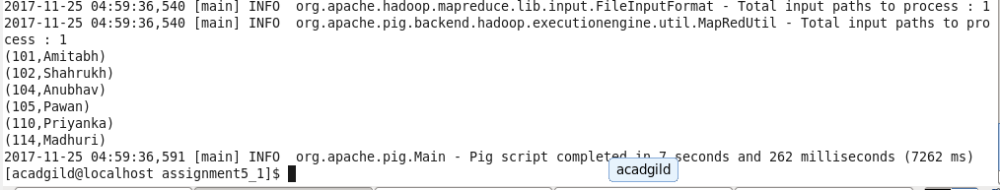 2017-11-25 04:59:36,540 [main] INFO  org.apache.hadoop.mapreduce.lib.input.FileInputFormat - Total input paths to process : 1
2017-11-25 04:59:36,540 [main] INFO  org.apache.pig.backend.hadoop.executionengine.util.MapRedUtil - Total input paths to pro
cess : 1
(101,Amitabh)
(102,Shahrukh)
(104,Anubhav)
(105,Pawan)
(110,Priyanka)
(114,Madhuri)
2017-11-25 04:59:36,591 [main] INFO  org.apache.pig.Main - Pig script completed in 7 seconds and 262 milliseconds (7262 ms)
[acadgild@localhost assignment5_1]$
acadgild